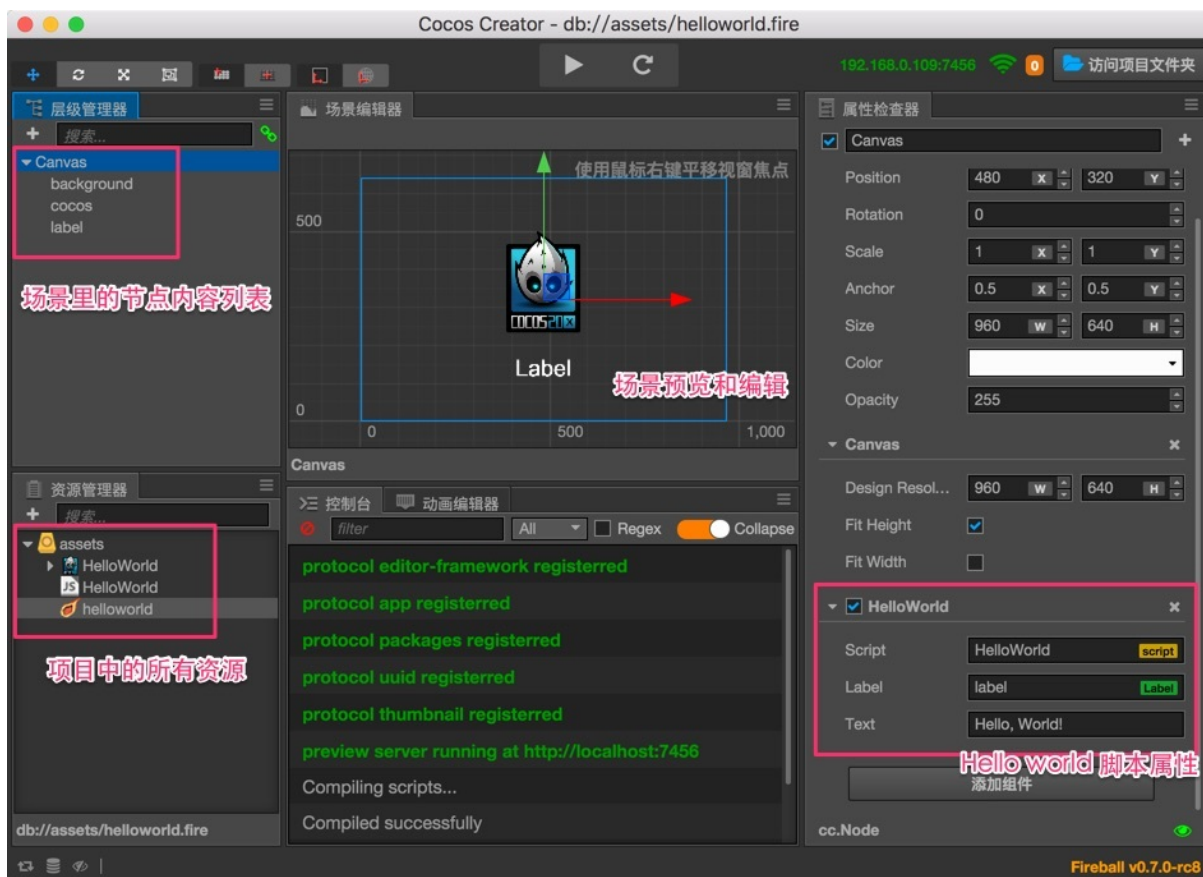 Cocos Creator - db://assets/helloworld.fire
192.168.0.109:7456
0
访问项目文件夹
层级管理器
搜索...
Canvas
background
cocos
label
场景里的节点内容列表
资源管理器
搜索...
assets
HelloWorld
JS HelloWorld
helloworld
项目中的所有资源
db://assets/helloworld.fire
场景编辑器
使用鼠标右键平移视窗焦点
500
COCOS2DX
Label
场景预览和编辑
0
0 500 1,000
Canvas
控制台 动画编辑器
filter All Regex Collapse
protocol editor-framework registerred
protocol app registerred
protocol packages registerred
protocol uuid registerred
protocol thumbnail registerred
preview server running at http://localhost:7456
Compiling scripts...
Compiled successfully
属性检查器
Canvas
Position 480 X 320 Y
Rotation 0
Scale 1 X 1 Y
Anchor 0.5 X 0.5 Y
Size 960 W 640 H
Color
Opacity 255
Canvas
Design Resol... 960 W 640 H
Fit Height
Fit Width
HelloWorld
Script HelloWorld script
Label label Label
Text Hello, World!
Hello world 脚本属性
添加组件
cc.Node
Fireball v0.7.0-rc8